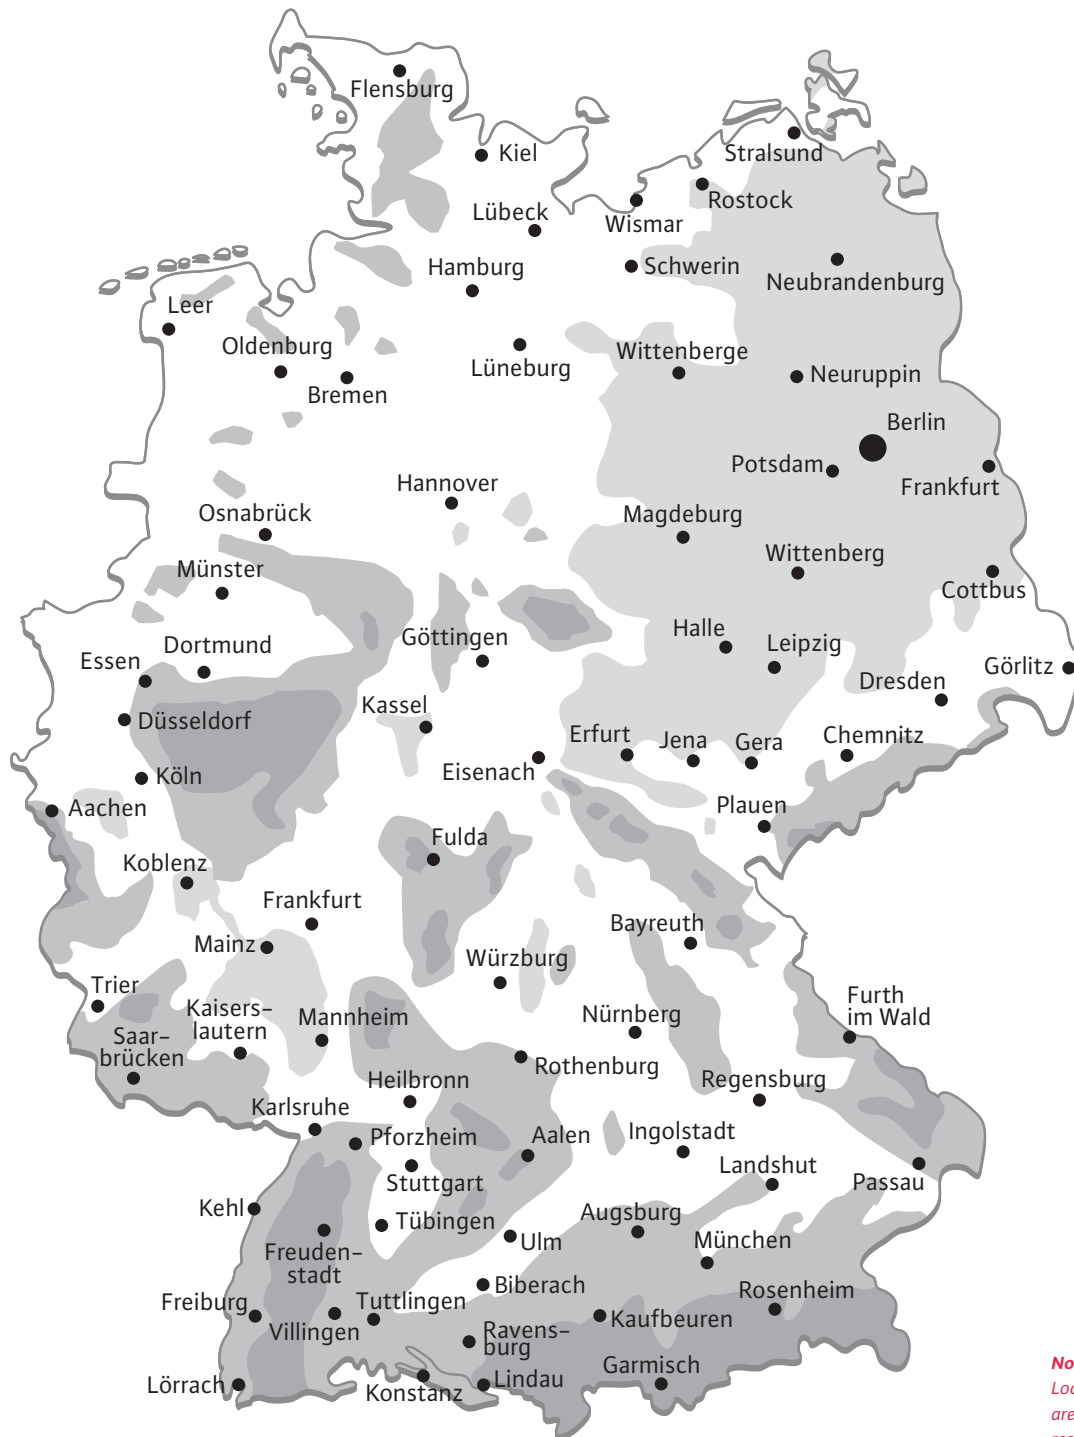 Flensburg
Kiel
Stralsund
Rostock
Lübeck
Wismar
Hamburg
Schwerin
Neubrandenburg
Leer
Oldenburg
Lüneburg
Wittenberge
Neuruppin
Bremen
Berlin
Potsdam
Frankfurt
Hannover
Osnabrück
Magdeburg
Wittenberg
Münster
Cottbus
Dortmund
Göttingen
Halle
Leipzig
Essen
Görlitz
Dresden
Düsseldorf
Kassel
Erfurt
Jena
Gera
Chemnitz
Köln
Eisenach
Aachen
Plauen
Fulda
Koblenz
Frankfurt
Bayreuth
Mainz
Würzburg
Trier
Kaisers-
lautern
Mannheim
Nürnberg
Furth
im Wald
Saar-
brücken
Rothenburg
Heilbronn
Regensburg
Karlsruhe
Pforzheim
Aalen
Ingolstadt
Landshut
Stuttgart
Passau
Kehl
Tübingen
Augsburg
Ulm
München
Freuden-
stadt
Biberach
Rosenheim
Freiburg
Tuttlingen
Villingen
Kaufbeuren
Ravens-
burg
Garmisch
Lörrach
Konstanz
Lindau
No
Loc
are